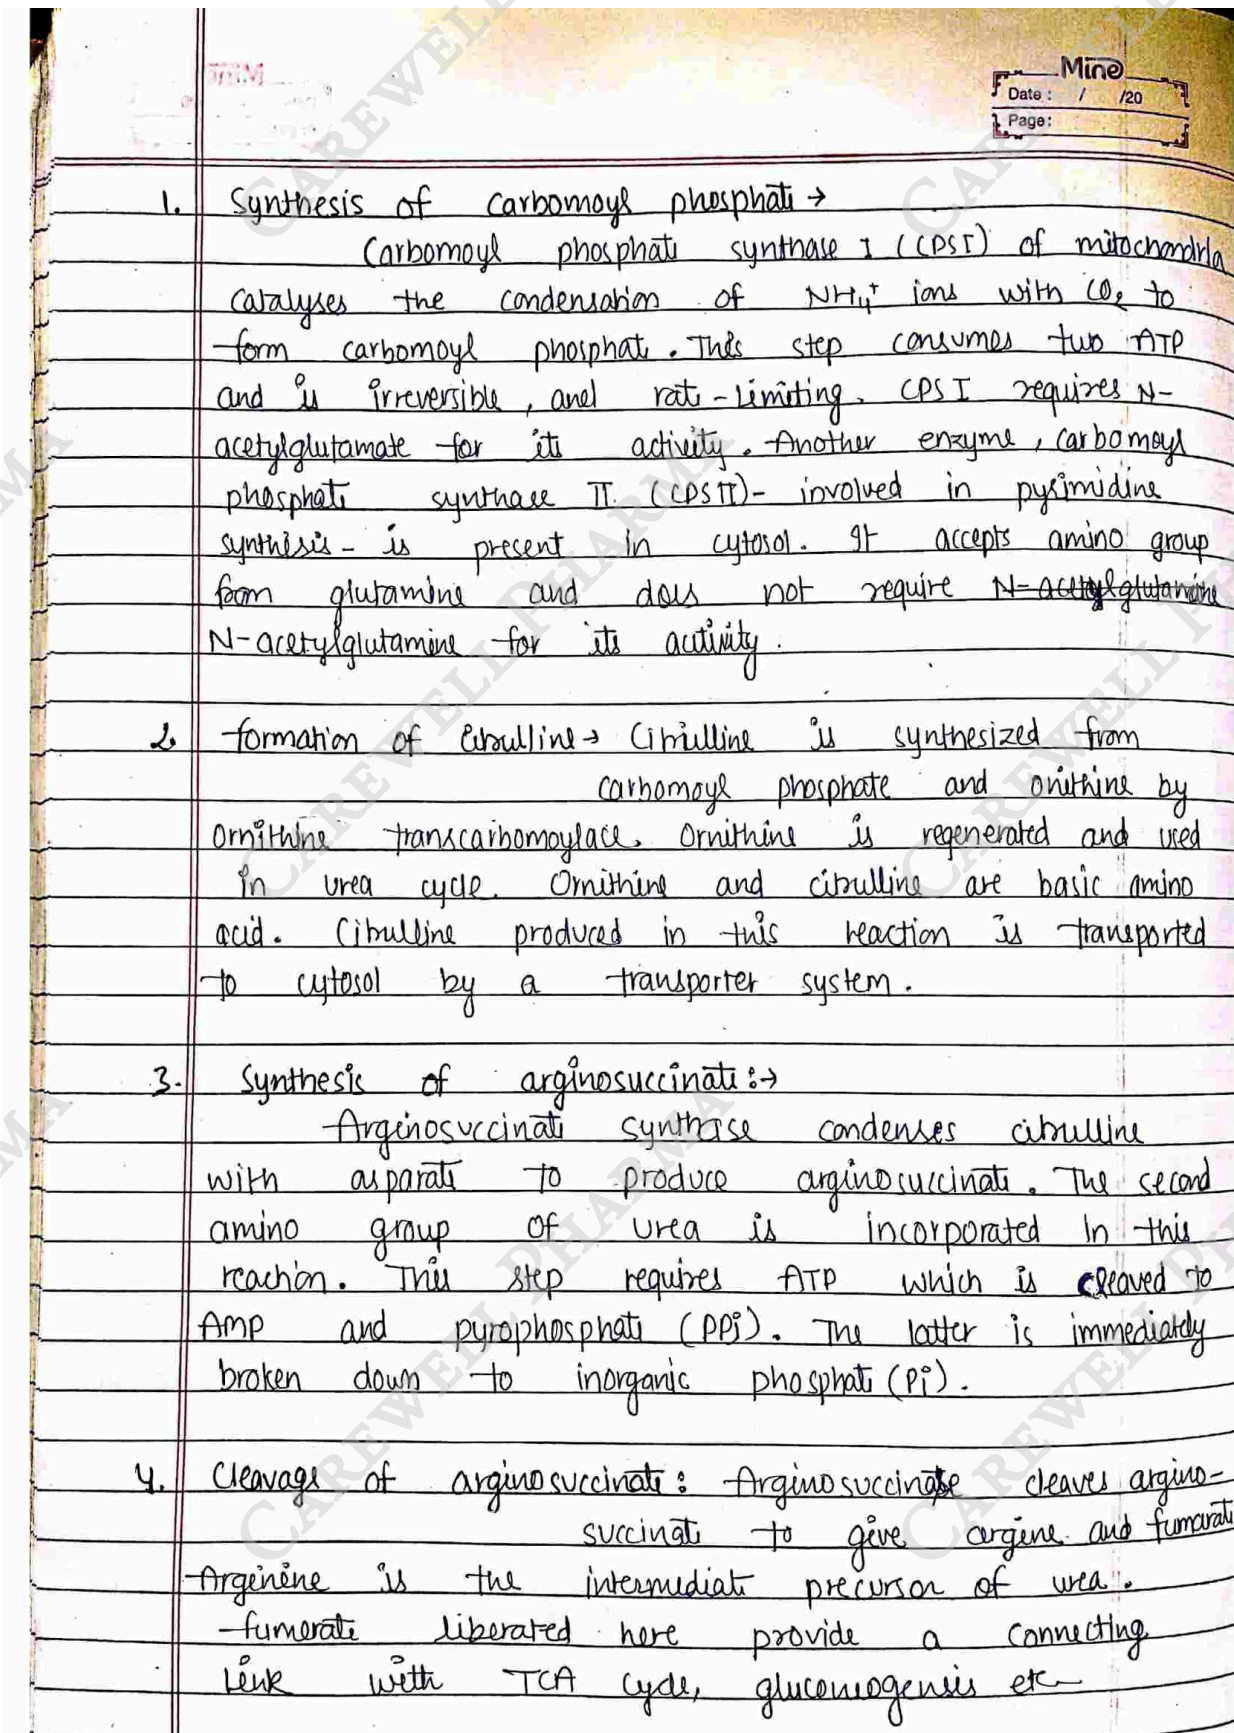 Mine
Date : / /20
Page:
1. Synthesis of carbomoyl phosphate →
Carbomoyl phosphate synthase I (CPSI) of mitochondria
catalyses the condensation of NH4+ ions with CO2 to
form carbomoyl phosphate. This step consumes two ATP
and is irreversible, and rate-limiting. CPS I requires N-
acetylglutamate for its activity. Another enzyme, carbomoyl
phosphate synthase II (CPSII)- involved in pyrimidine
synthesis - is present in cytosol. It accepts amino group
from glutamine and does not require N-acetylglutamine
N-acetylglutamine for its activity.
2. formation of Citrulline → Citrulline is synthesized from
carbomoyl phosphate and ornithine by
Ornithine transcarbomoylace. Ornithine is regenerated and used
in urea cycle. Ornithine and citrulline are basic amino
acid. Citrulline produced in this reaction is transported
to cytosol by a transporter system.
3. Synthesis of arginosuccinate :→
Arginosuccinate synthase condenses citrulline
with asparate to produce arginosuccinate. The second
amino group of urea is incorporated in this
reaction. This step requires ATP which is cleaved to
AMP and pyrophosphate (PPi). The latter is immediately
broken down to inorganic phosphate (Pi).
4. Cleavage of arginosuccinate : Arginosuccinase cleaves argino-
succinate to give argine and fumarate
Arginine is the intermediate precursor of urea.
fumerate liberated here provide a connecting
link with TCA cycle, gluconeogensis etc
CAREWELL PHARMA